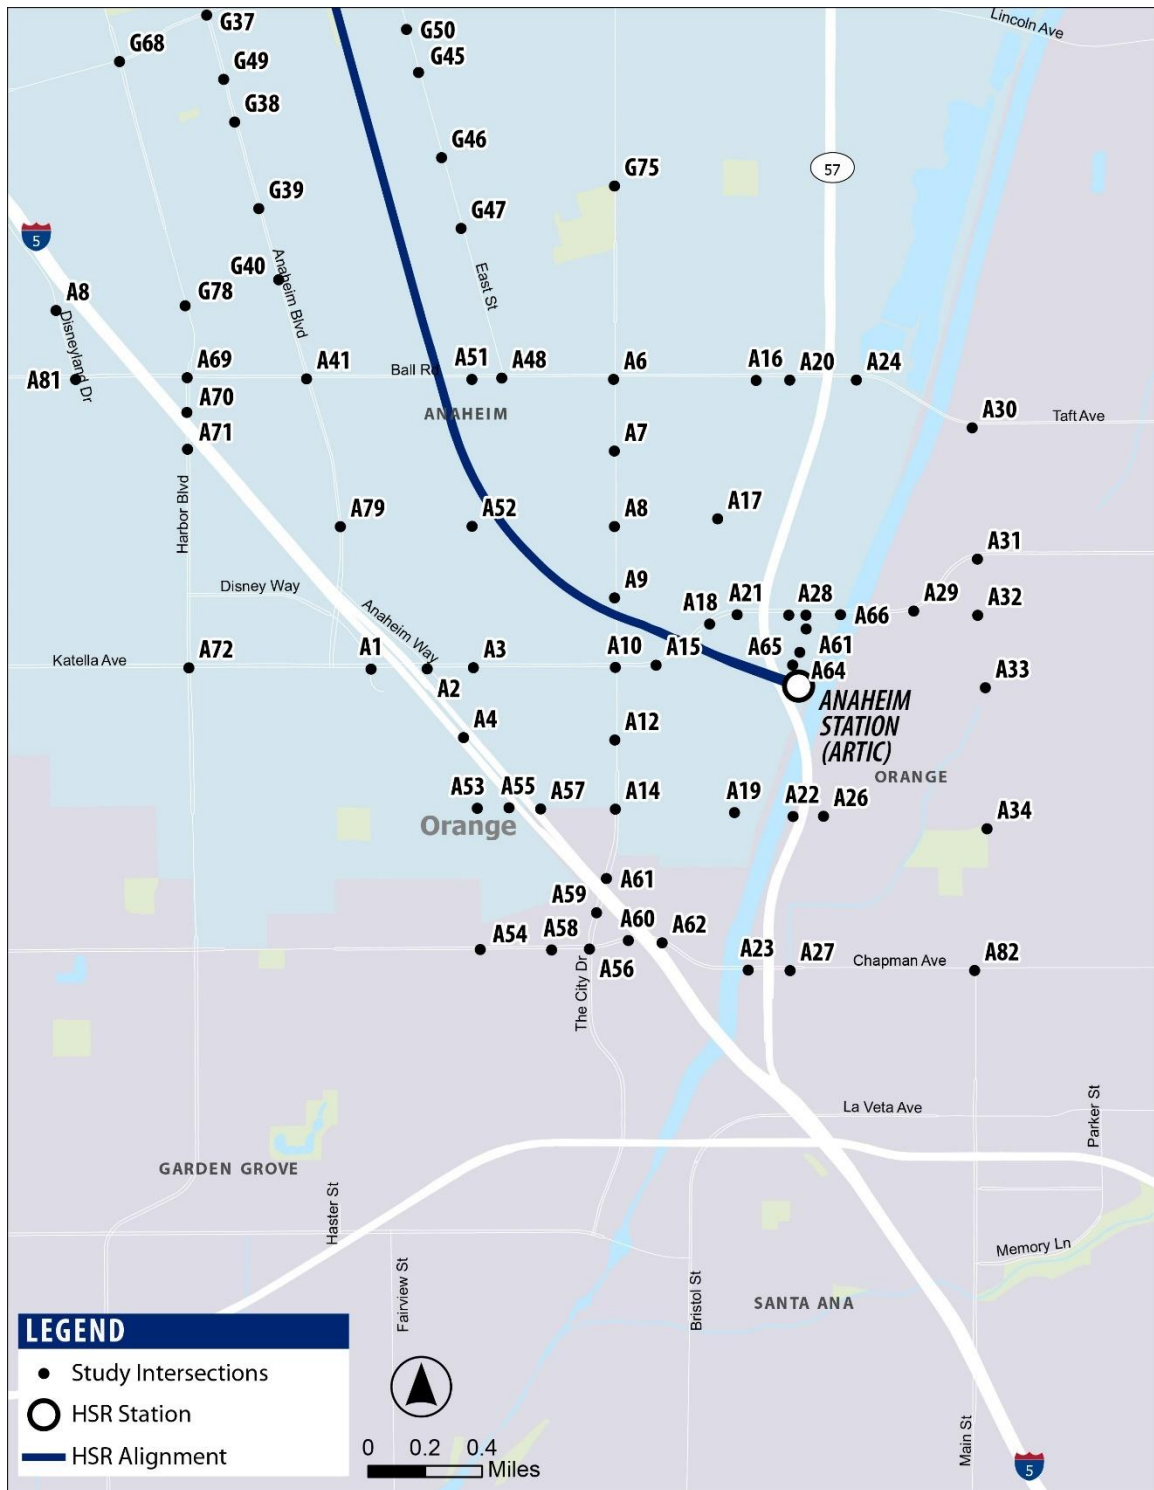 G37
Lincoln Ave
G50
G68
G49
G45
G38
G46
57
G75
G39
G47
5
G40
Anaheim Blvd
East St
A8
G78
Disneyland Dr
A69
A41
Ball Rd
A51
A48
A6
A16
A20
A24
A81
A70
ANAHEIM
A30
Taft Ave
A71
A7
Harbor Blvd
A79
A52
A8
A17
A31
Disney Way
A9
Anaheim Way
A18
A21
A28
A29
A66
A32
Katella Ave
A72
A1
A3
A10
A15
A65
A61
A64
A33
A2
ANAHEIM
STATION
(ARTIC)
A4
A12
ORANGE
A53
A55
A57
A14
A19
A22
A26
Orange
A34
A61
A59
A60
A62
A54
A58
A56
A23
A27
Chapman Ave
A82
The City Dr
La Veta Ave
Parker St
GARDEN GROVE
Haster St
Memory Ln
Fairview St
Bristol St
SANTA ANA
LEGEND
Study Intersections
HSR Station
HSR Alignment
0 0.2 0.4
Miles
Main St
5